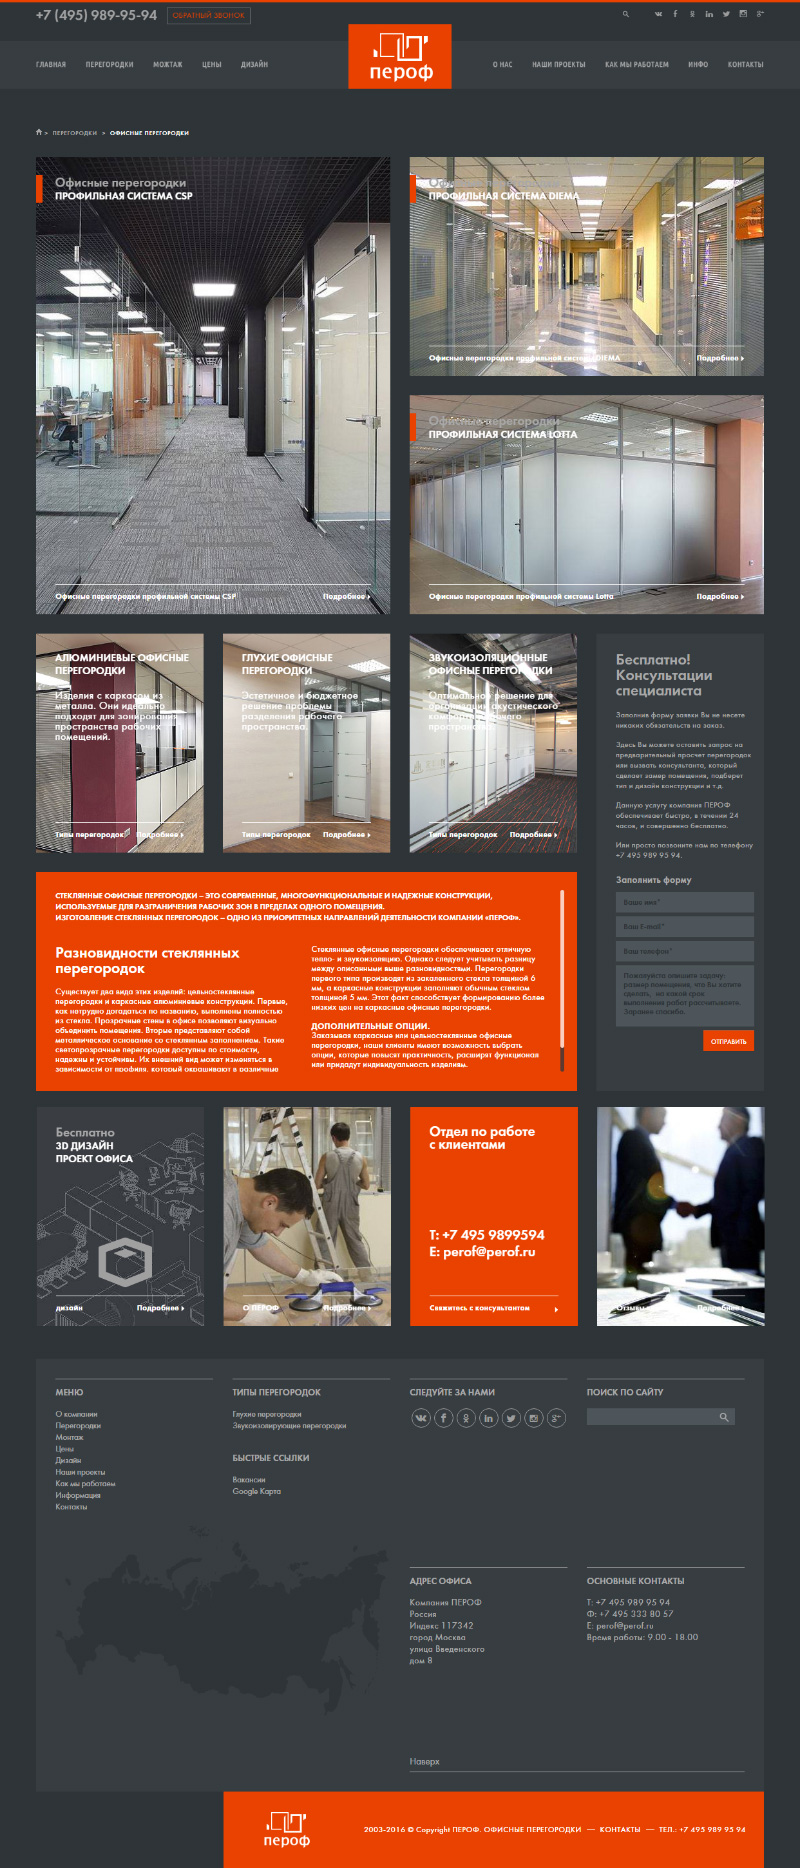 +7 (495) 989-95-94
ОБРАТНЫЙ ЗВОНОК
ГЛАВНАЯ
ПЕРЕГОРОДКИ
МОНТАЖ
ЦЕНЫ
ДИЗАЙН
пероф
О НАС
НАШИ ПРОЕКТЫ
КАК МЫ РАБОТАЕМ
ИНФО
КОНТАКТЫ
> ПЕРЕГОРОДКИ > ОФИСНЫЕ ПЕРЕГОРОДКИ
Офисные перегородки
ПРОФИЛЬНАЯ СИСТЕМА CSP
Офисные перегородки профильной системы CSP
Подробнее
ПРОФИЛЬНАЯ СИСТЕМА DIEMA
Офисные перегородки профильной системы DIEMA
Подробнее
Офисные перегородки
ПРОФИЛЬНАЯ СИСТЕМА LOTTA
Офисные перегородки профильной системы Lotta
Подробнее
АЛЮМИНИЕВЫЕ ОФИСНЫЕ
ПЕРЕГОРОДКИ
Изделия с каркасом из
металла. Они идеально
подходят для зонирования
пространства рабочих
помещений.
Типы перегородок
Подробнее
ГЛУХИЕ ОФИСНЫЕ
ПЕРЕГОРОДКИ
Эстетичное и бюджетное
решение проблемы
разделения рабочего
пространства.
Типы перегородок
Подробнее
ЗВУКОИЗОЛЯЦИОННЫЕ
ОФИСНЫЕ ПЕРЕГОРОДКИ
Оптимальное решение для
организации акустического
комфорта рабочего
пространства.
Типы перегородок
Подробнее
Бесплатно!
Консультации
специалиста
Заполнив форму заявки Вы не несете
никаких обязательств на заказ.
Здесь Вы можете оставить запрос на
предварительный просчет перегородок
или вызвать консультанта, который
сделает замер помещения, подберет
тип и дизайн конструкции и т.д.
Данную услугу компания ПЕРОФ
обеспечивает быстро, в течении 24
часов, и совершенно бесплатно.
Или просто позвоните нам по телефону
+7 495 989 95 94.
Заполнить форму
Ваше имя*
Ваш E-mail*
Ваш телефон*
Пожалуйста опишите задачу:
размер помещения, что Вы хотите
сделать, на какой срок
выполнения работ рассчитываете.
Заранее спасибо.
ОТПРАВИТЬ
СТЕКЛЯННЫЕ ОФИСНЫЕ ПЕРЕГОРОДКИ – ЭТО СОВРЕМЕННЫЕ, МНОГОФУНКЦИОНАЛЬНЫЕ И НАДЕЖНЫЕ КОНСТРУКЦИИ,
ИСПОЛЬЗУЕМЫЕ ДЛЯ РАЗГРАНИЧЕНИЯ РАБОЧИХ ЗОН В ПРЕДЕЛАХ ОДНОГО ПОМЕЩЕНИЯ.
ИЗГОТОВЛЕНИЕ СТЕКЛЯННЫХ ПЕРЕГОРОДОК – ОДНО ИЗ ПРИОРИТЕТНЫХ НАПРАВЛЕНИЙ ДЕЯТЕЛЬНОСТИ КОМПАНИИ «ПЕРОФ».
Разновидности стеклянных
перегородок
Существует два вида этих изделий: цельностеклянные
перегородки и каркасные алюминиевые конструкции. Первые,
как нетрудно догадаться по названию, выполнены полностью
из стекла. Прозрачные стены в офисе позволяют визуально
объединить помещения. Вторые представляют собой
металлическое основание со стеклянным заполнением. Такие
светопрозрачные перегородки доступны по стоимости,
надежны и устойчивы. Их внешний вид может изменяться в
зависимости от профиля, который окрашивают в различные
Стеклянные офисные перегородки обеспечивают отличную
тепло- и звукоизоляцию. Однако следует учитывать разницу
между описанными выше разновидностями. Перегородки
первого типа производят из закаленного стекла толщиной 6
мм, а каркасные конструкции заполняют обычным стеклом
толщиной 5 мм. Этот факт способствует формированию более
низких цен на каркасные офисные перегородки.
ДОПОЛНИТЕЛЬНЫЕ ОПЦИИ.
Заказывая каркасные или цельностеклянные офисные
перегородки, наши клиенты имеют возможность выбрать
опции, которые повысят практичность, расширят функционал
или придадут индивидуальность изделиям.
Бесплатно
3D ДИЗАЙН
ПРОЕКТ ОФИСА
дизайн
Подробнее
О ПЕРОФ
Подробнее
Отдел по работе
с клиентами
T: +7 495 9899594
E: perof@perof.ru
Свяжитесь с консультантом
Отзывы
Подробнее
МЕНЮ
О компании
Перегородки
Монтаж
Цены
Дизайн
Наши проекты
Как мы работаем
Информация
Контакты
ТИПЫ ПЕРЕГОРОДОК
Глухие перегородки
Звукоизолирующие перегородки
БЫСТРЫЕ ССЫЛКИ
Вакансии
Google Карта
СЛЕДУЙТЕ ЗА НАМИ
ПОИСК ПО САЙТУ
АДРЕС ОФИСА
Компания ПЕРОФ
Россия
Индекс 117342
город Москва
улица Введенского
дом 8
ОСНОВНЫЕ КОНТАКТЫ
Т: +7 495 989 95 94
Ф: +7 495 333 80 57
E: perof@perof.ru
Время работы: 9.00 - 18.00
Наверх
пероф
2003-2016 © Copyright ПЕРОФ. ОФИСНЫЕ ПЕРЕГОРОДКИ — КОНТАКТЫ — ТЕЛ.: +7 495 989 95 94